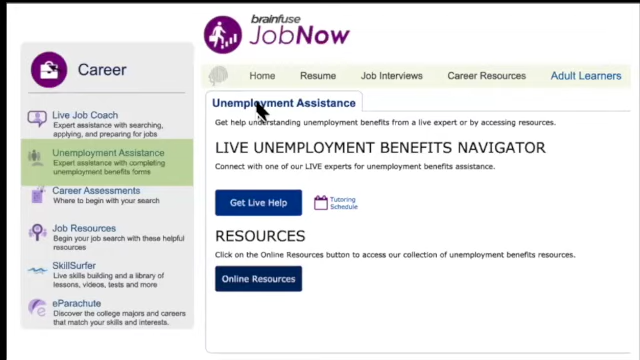 brainfuse
JobNow
Career
Home Resume Job Interviews Career Resources Adult Learners
Live Job Coach
Expert assistance with searching,
applying, and preparing for jobs
Unemployment Assistance
Expert assistance with completing
unemployment benefits forms
Career Assessments
Where to begin with your search
Job Resources
Begin your job search with these helpful
resources
SkillSurfer
Live skills building and a library of
lessons, videos, tests and more
eParachute
Discover the college majors and careers
that match your skills and interests.
Unemployment Assistance
Get help understanding unemployment benefits from a live expert or by accessing resources.
LIVE UNEMPLOYMENT BENEFITS NAVIGATOR
Connect with one of our LIVE experts for unemployment benefits assistance.
Get Live Help
Tutoring
Schedule
RESOURCES
Click on the Online Resources button to access our collection of unemployment benefits resources.
Online Resources